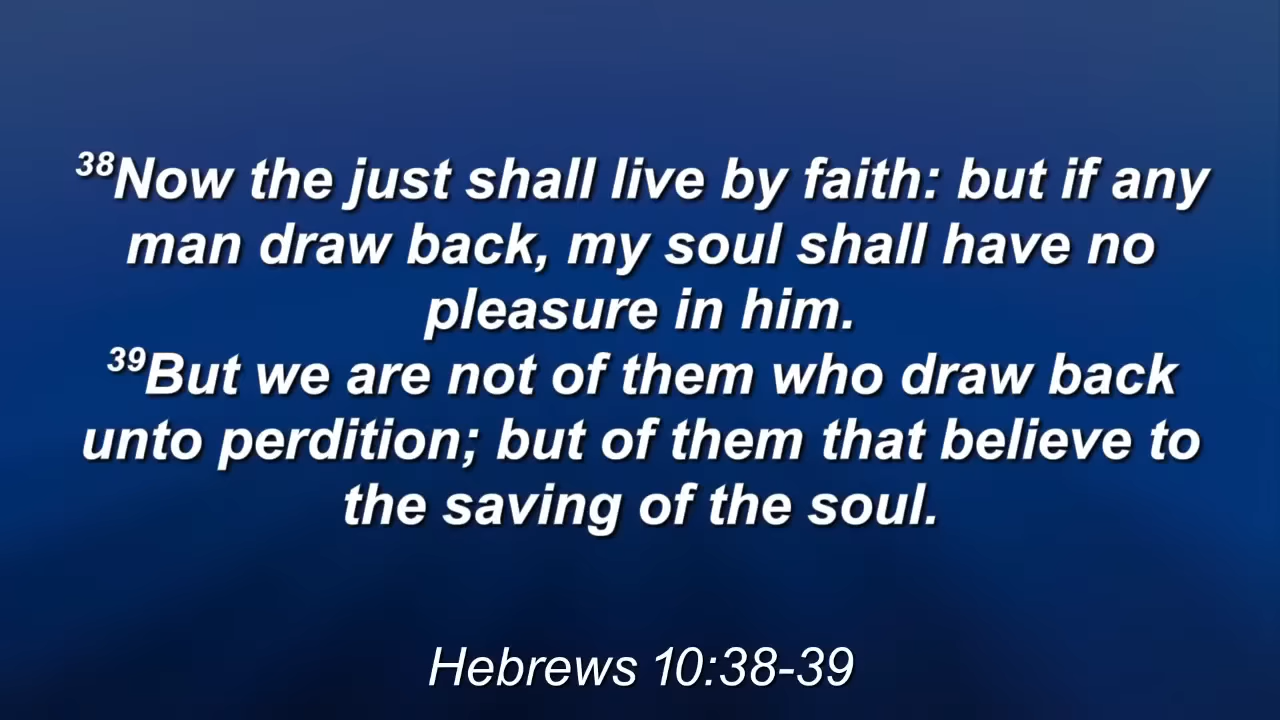 ³⁸Now the just shall live by faith: but if any
man draw back, my soul shall have no
pleasure in him.
³⁹But we are not of them who draw back
unto perdition; but of them that believe to
the saving of the soul.
Hebrews 10:38-39